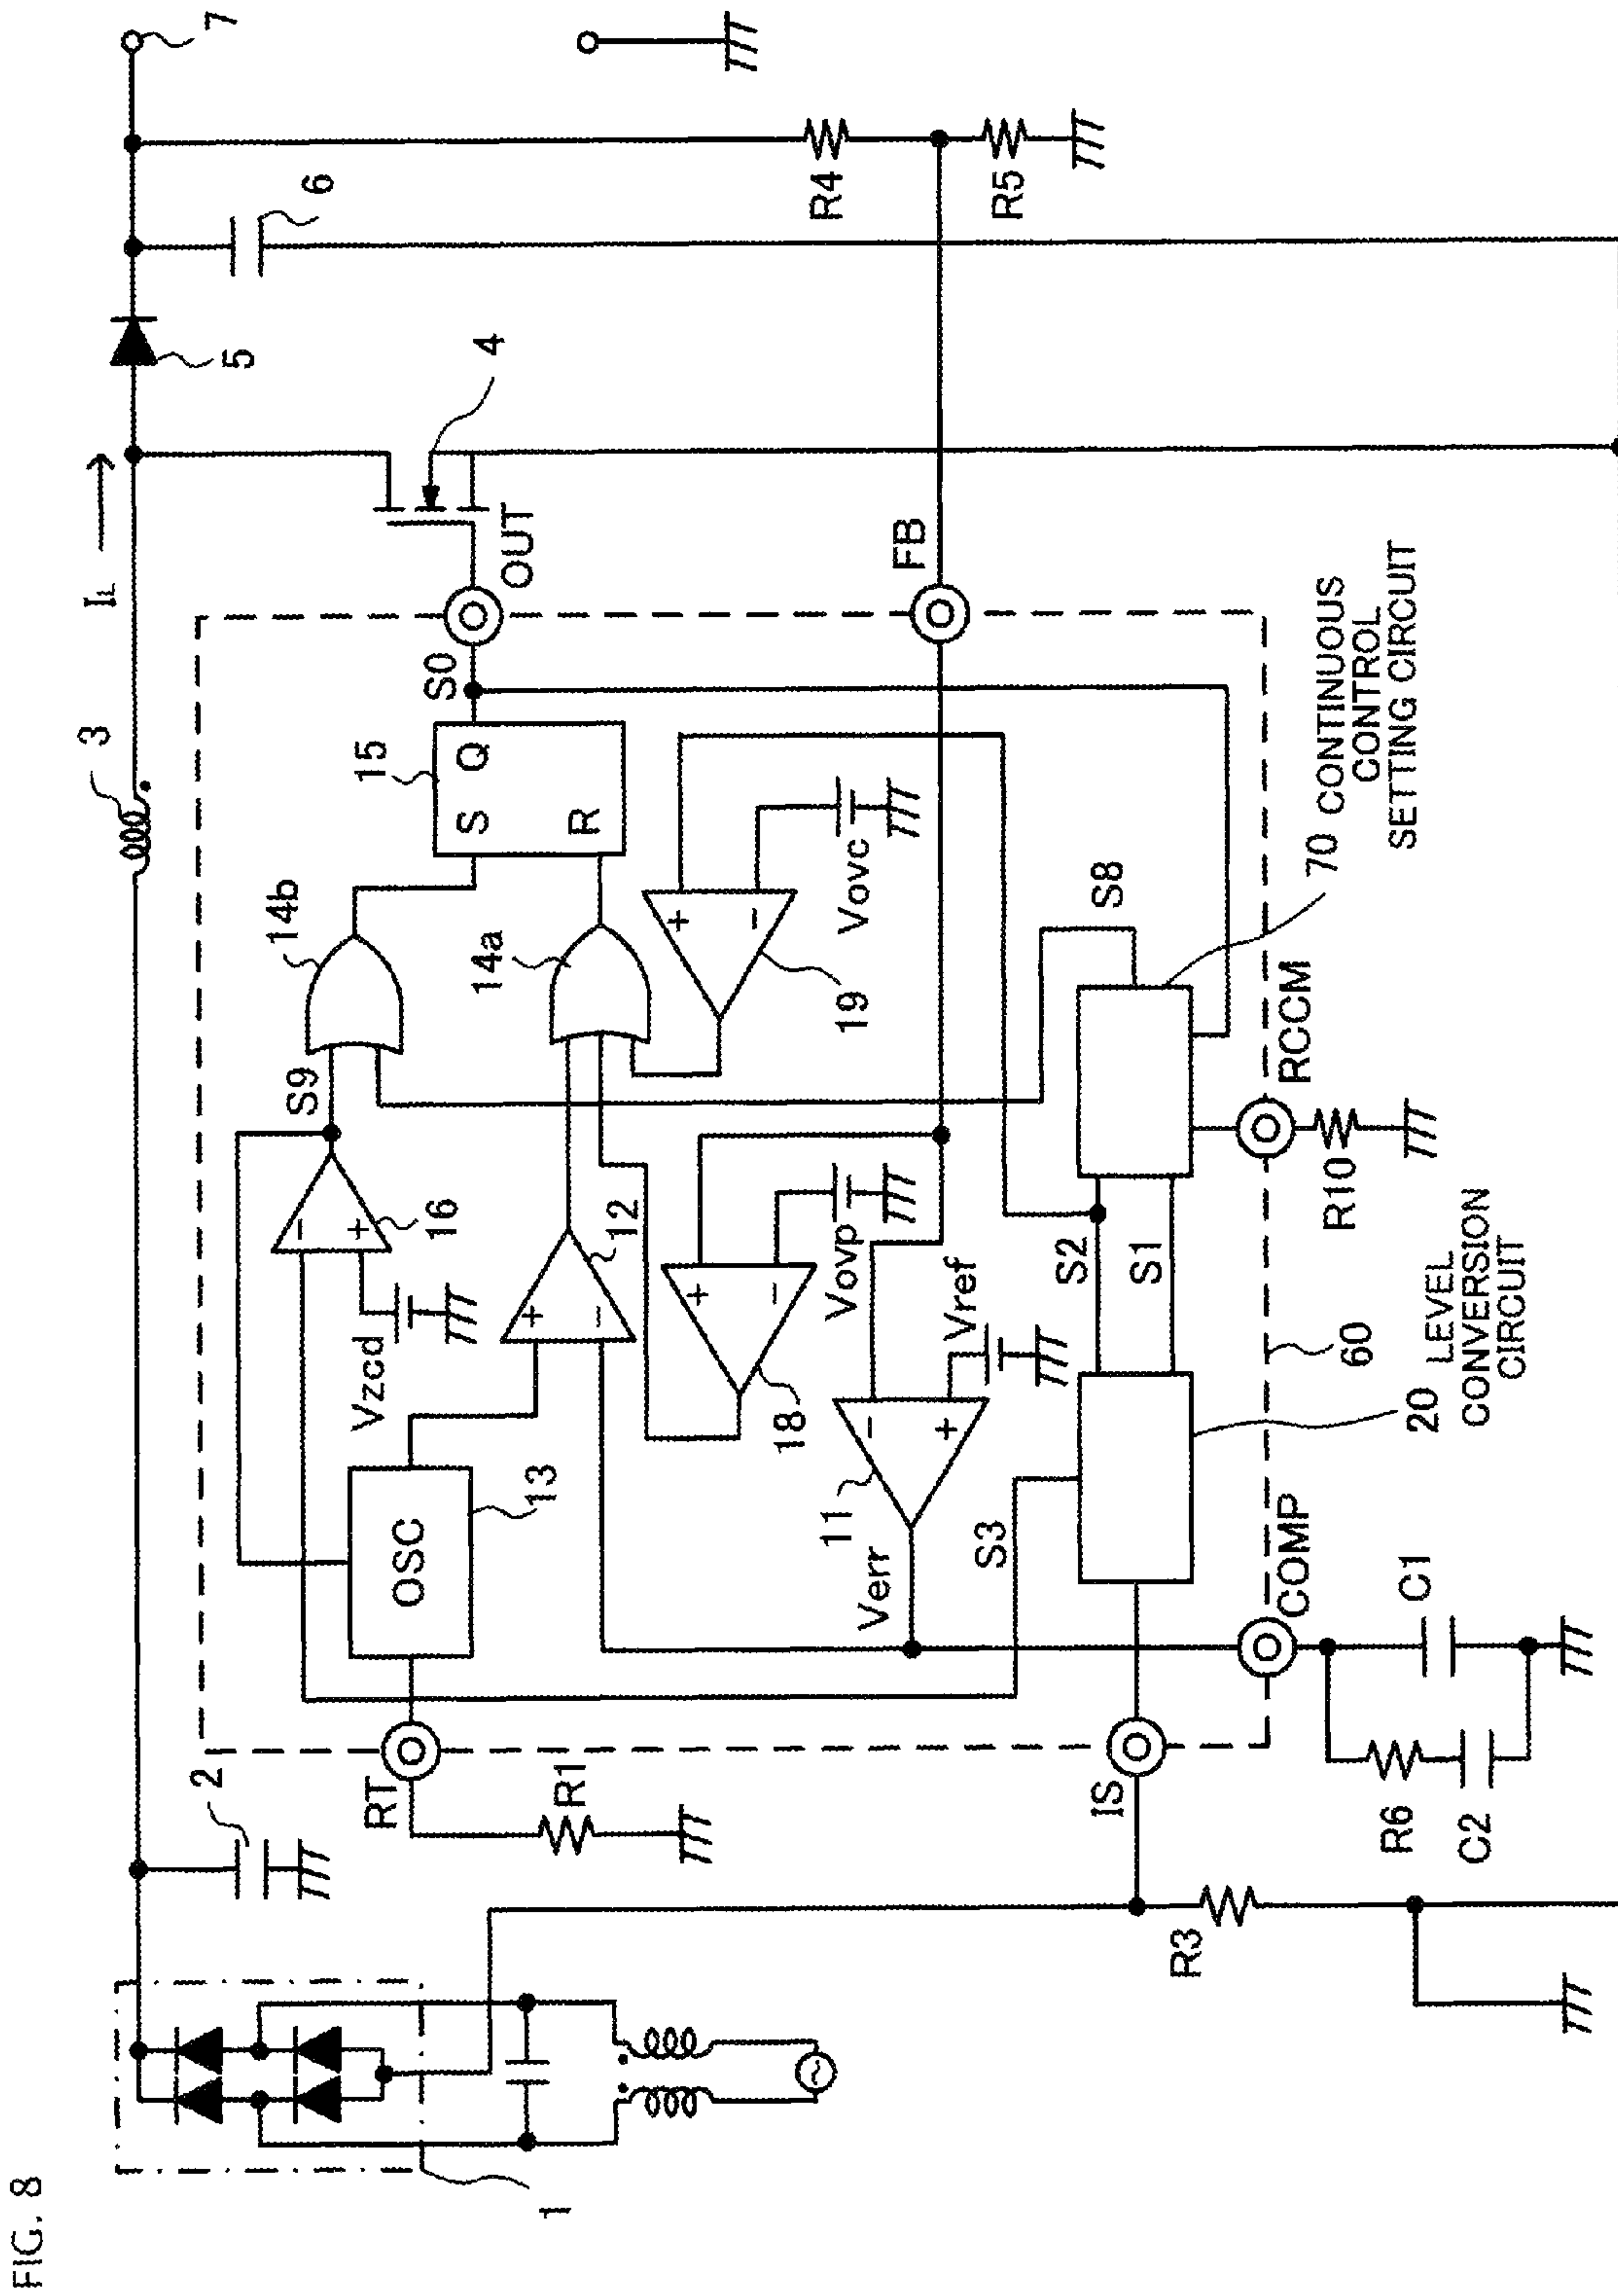 FIG. 8
1
2
3
I_L
5
6
7
4
RT
R1
OSC
13
Vzcd
−
+
16
S9
14b
15
S
Q
R
S0
OUT
12
+
−
14a
18
+
−
Vovp
19
+
−
Vovc
FB
R4
R5
Verr
11
−
+
Vref
IS
S3
S2
S1
S8
R3
COMP
R6
C2
C1
20 LEVEL
CONVERSION
CIRCUIT
60
RCCM
R10
70 CONTINUOUS
CONTROL
SETTING CIRCUIT
~